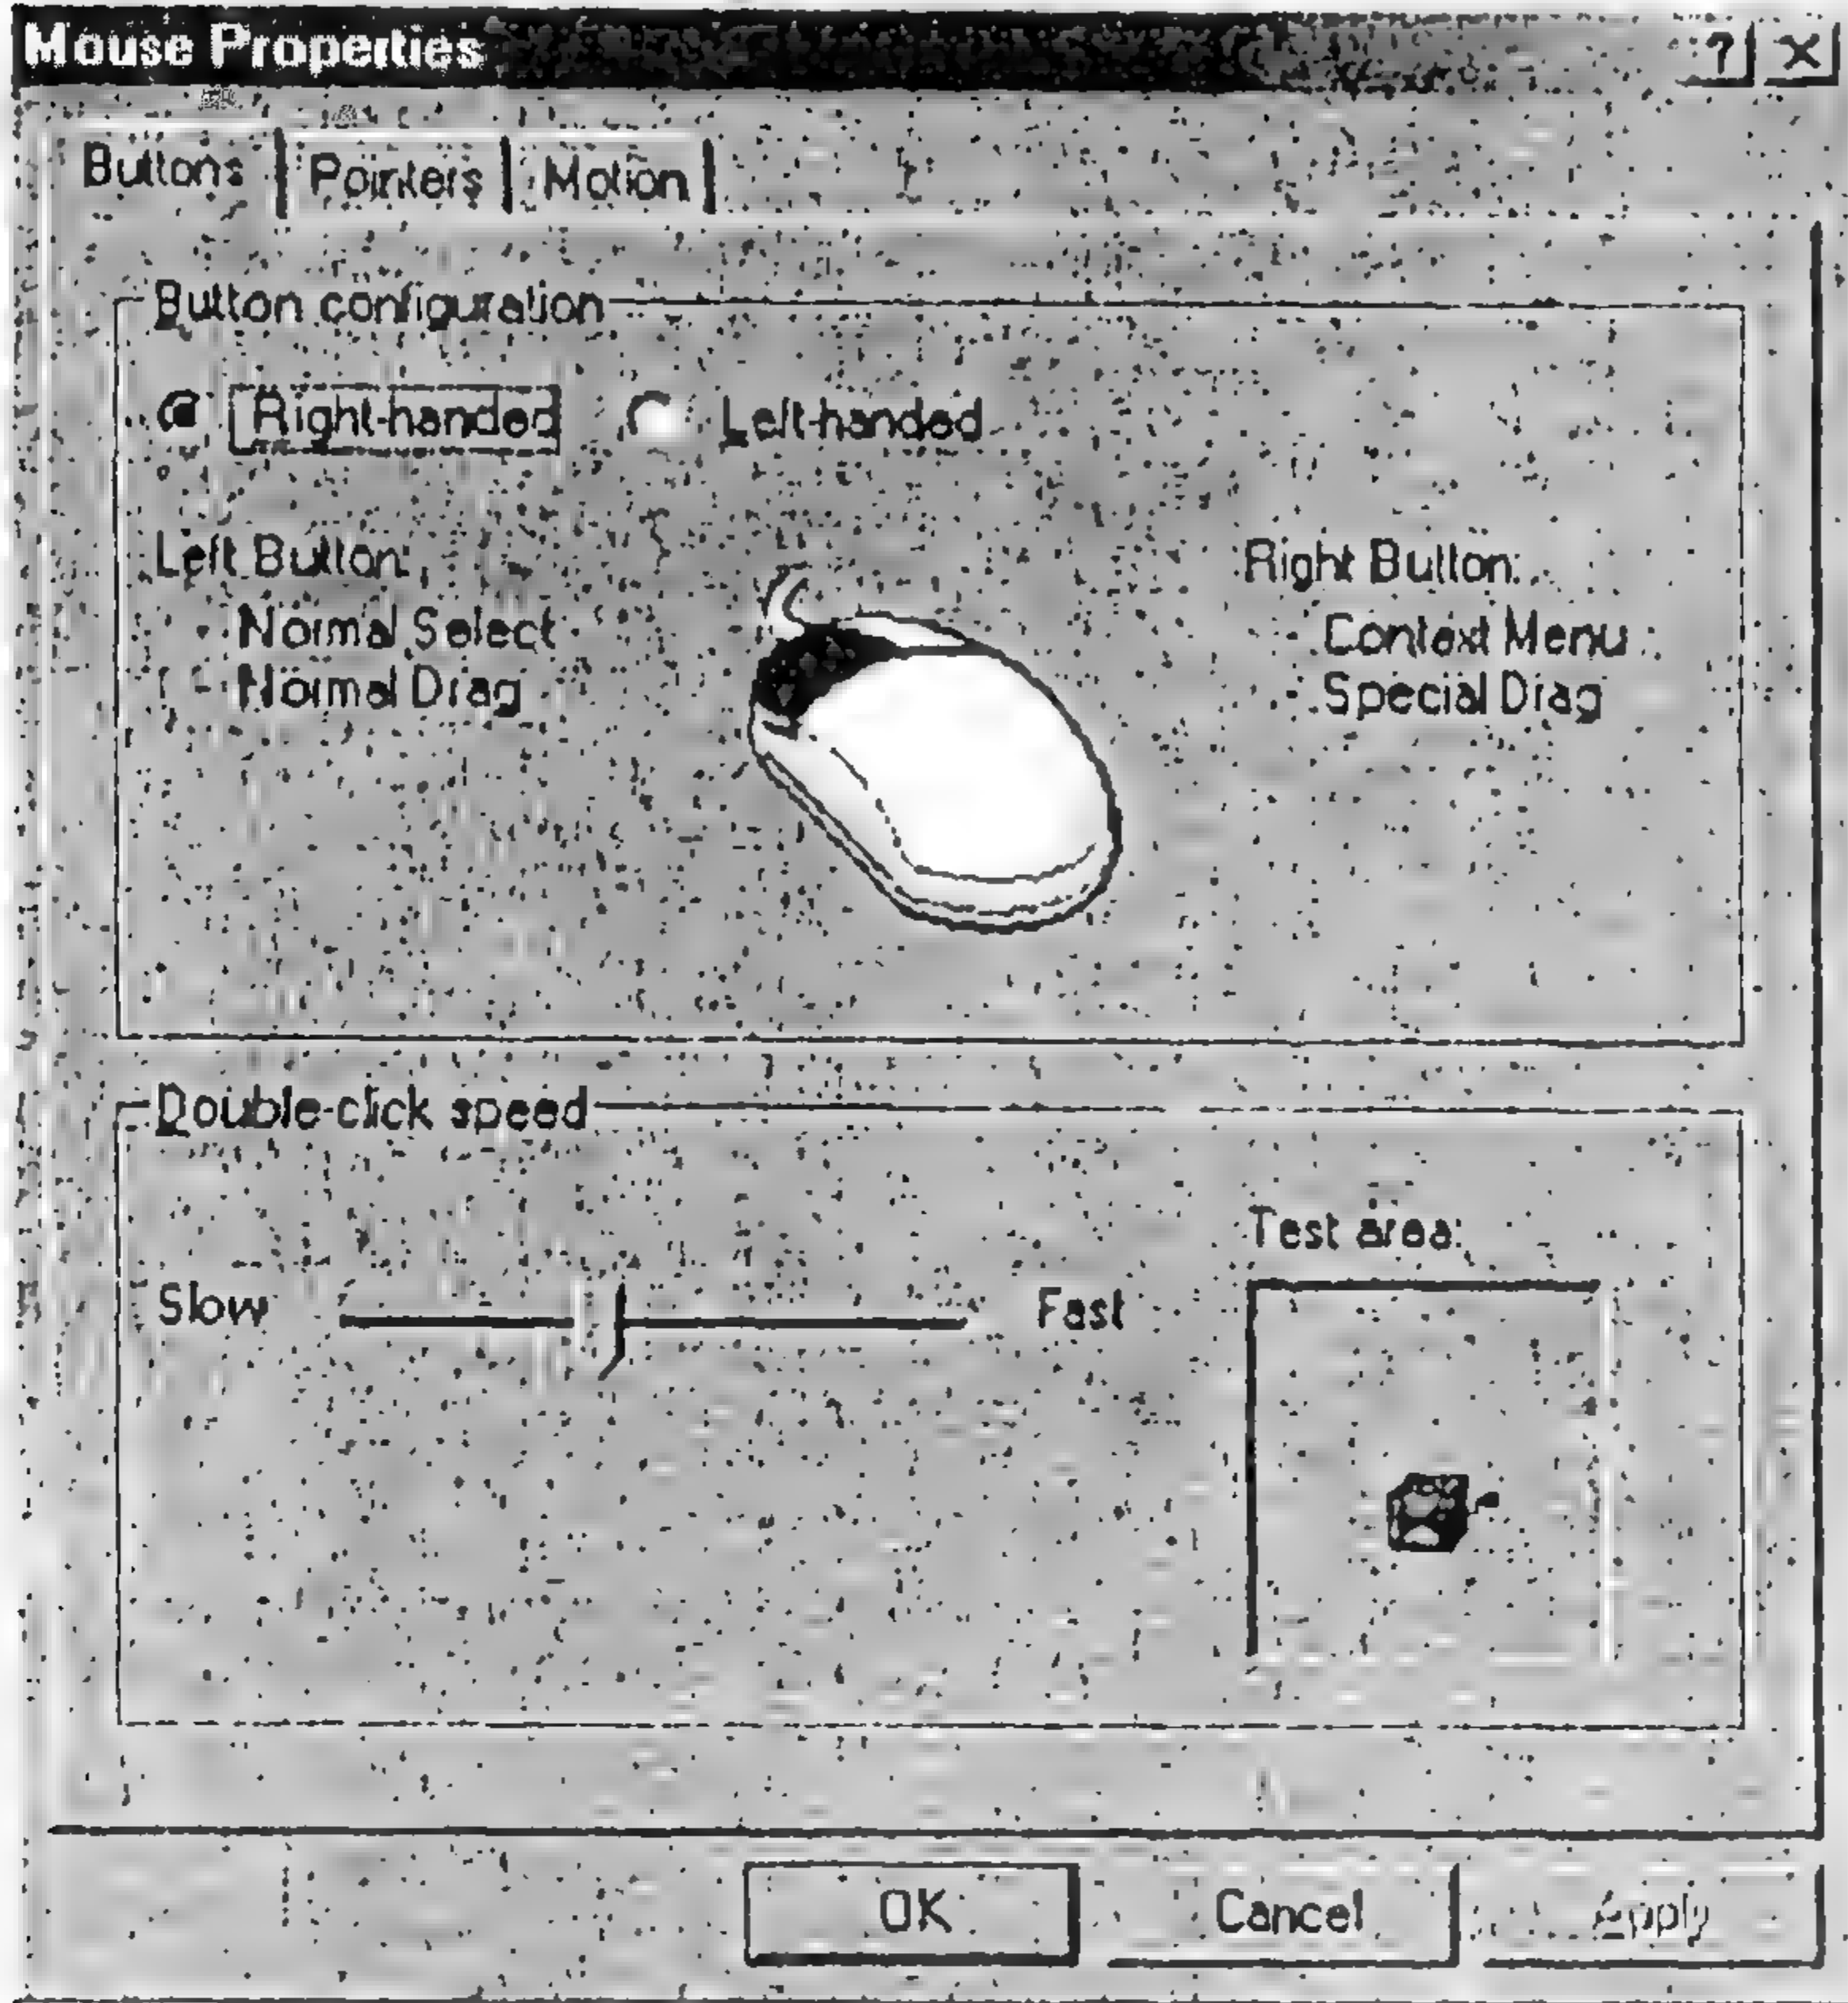 Mouse Properties ? X
Buttons Pointers Motion
Button configuration
Right-handed Left-handed
Left Button: Right Button:
Normal Select Context Menu
Normal Drag Special Drag
Double-click speed
Test area:
Slow Fast
OK Cancel Apply